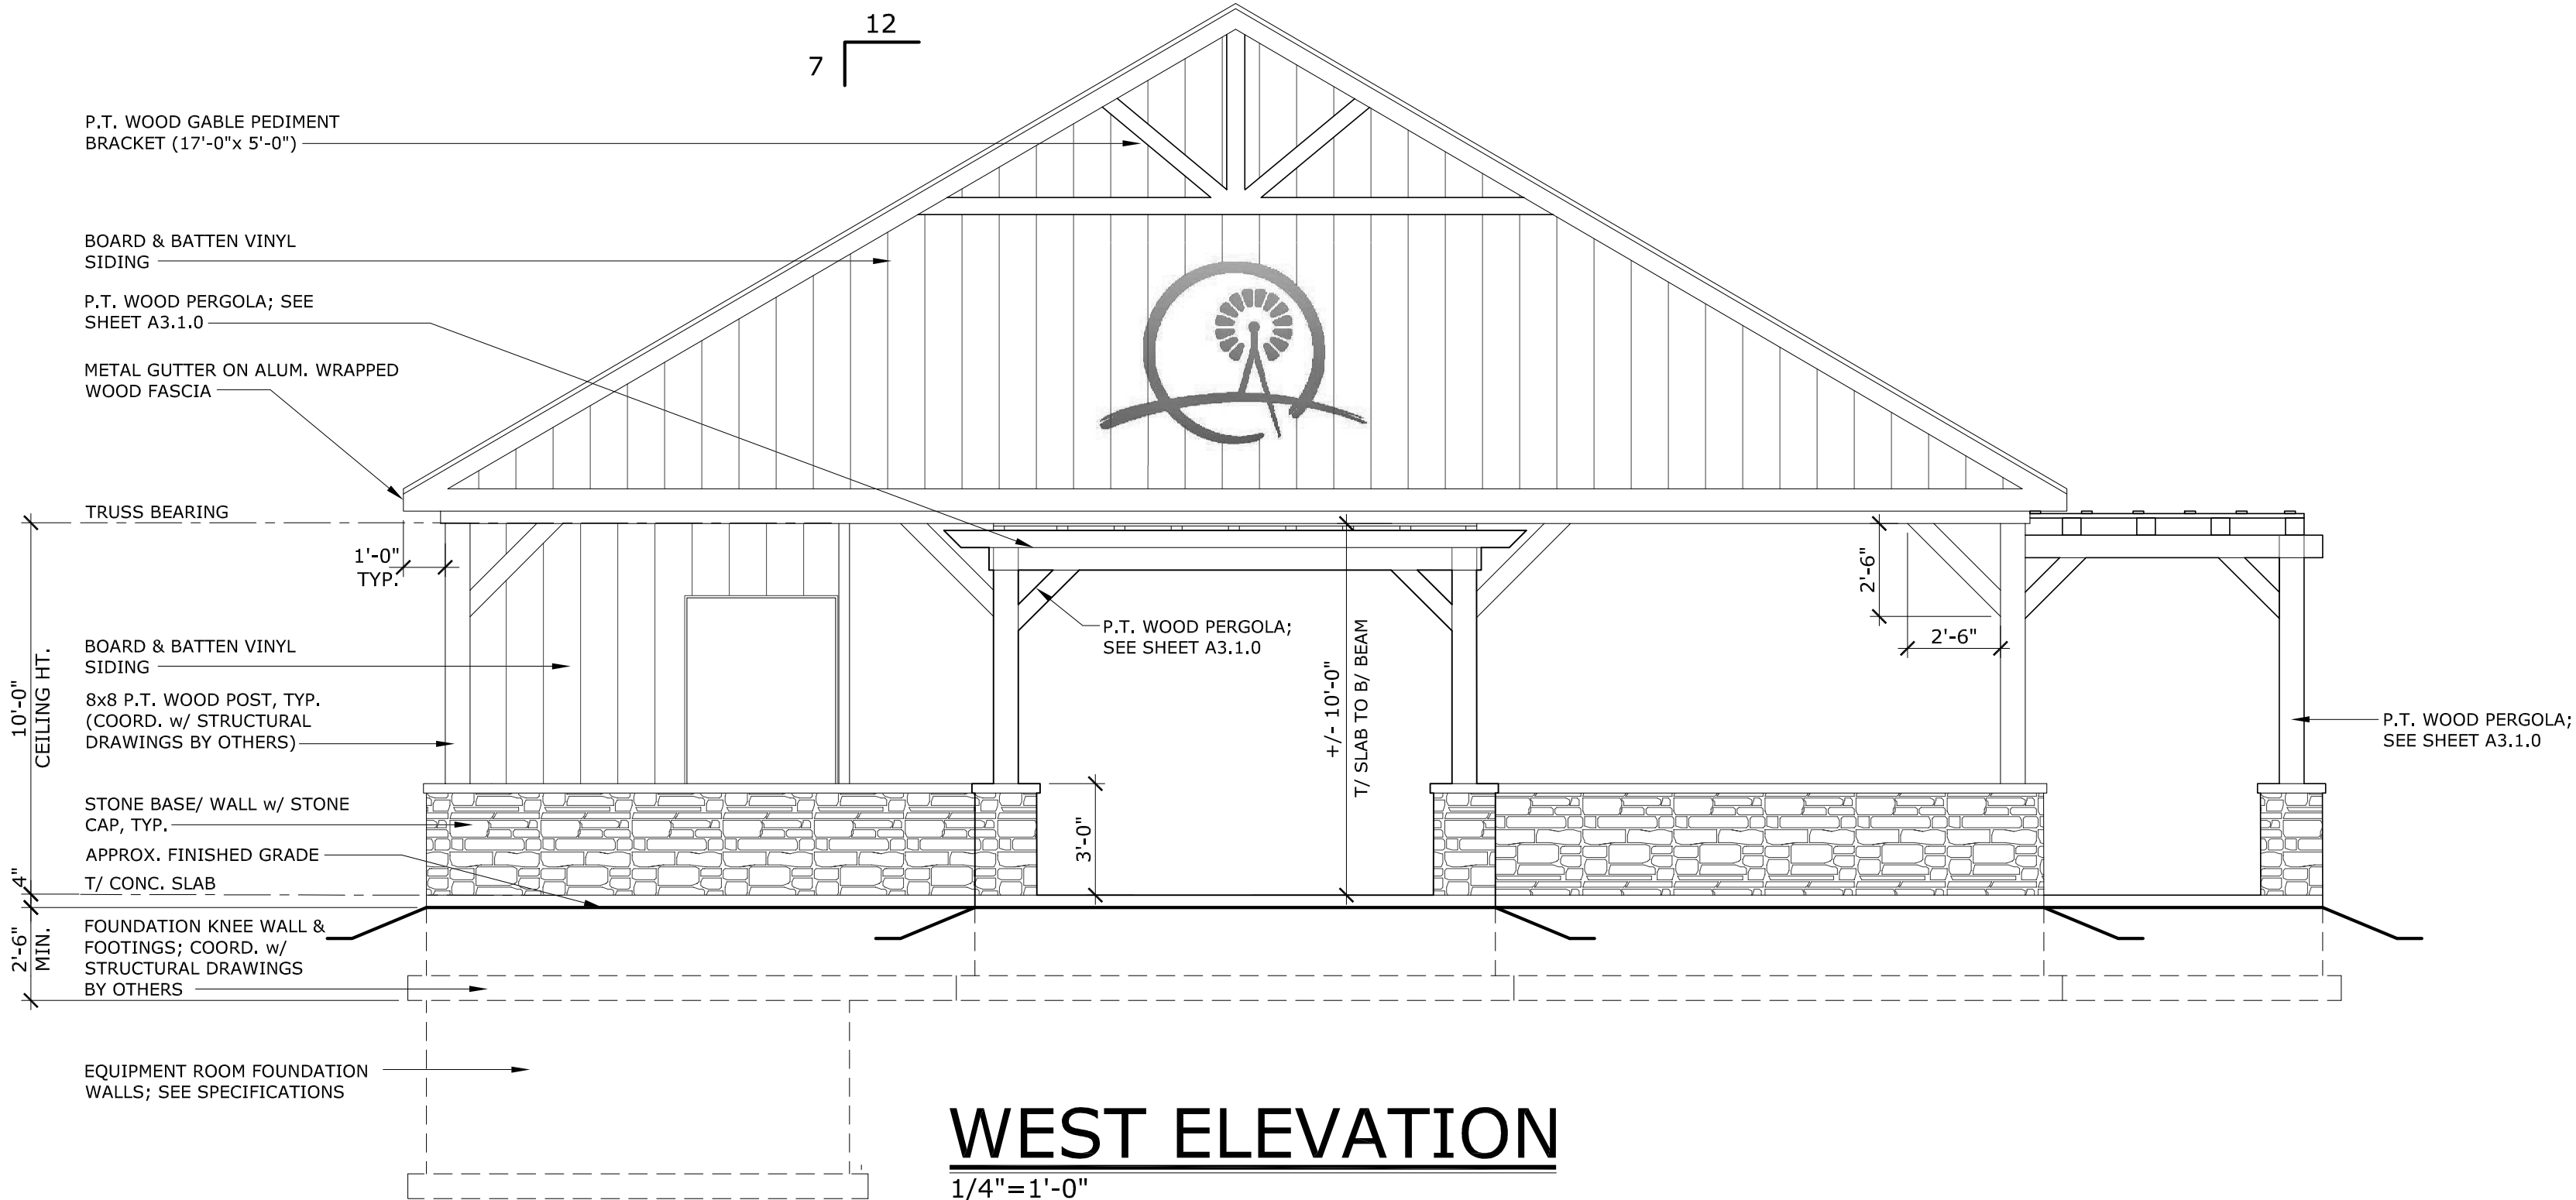 12
7
P.T. WOOD GABLE PEDIMENT
BRACKET (17'-0"x 5'-0")
BOARD & BATTEN VINYL
SIDING
P.T. WOOD PERGOLA; SEE
SHEET A3.1.0
METAL GUTTER ON ALUM. WRAPPED
WOOD FASCIA
TRUSS BEARING
1'-0"
TYP.
BOARD & BATTEN VINYL
SIDING
8x8 P.T. WOOD POST, TYP.
(COORD. w/ STRUCTURAL
DRAWINGS BY OTHERS)
STONE BASE/ WALL w/ STONE
CAP, TYP.
APPROX. FINISHED GRADE
T/ CONC. SLAB
FOUNDATION KNEE WALL &
FOOTINGS; COORD. w/
STRUCTURAL DRAWINGS
BY OTHERS
EQUIPMENT ROOM FOUNDATION
WALLS; SEE SPECIFICATIONS
10'-0"
CEILING HT.
4"
2'-6"
MIN.
P.T. WOOD PERGOLA;
SEE SHEET A3.1.0
3'-0"
+/- 10'-0"
T/ SLAB TO B/ BEAM
2'-6"
2'-6"
P.T. WOOD PERGOLA;
SEE SHEET A3.1.0
WEST ELEVATION
1/4"=1'-0"